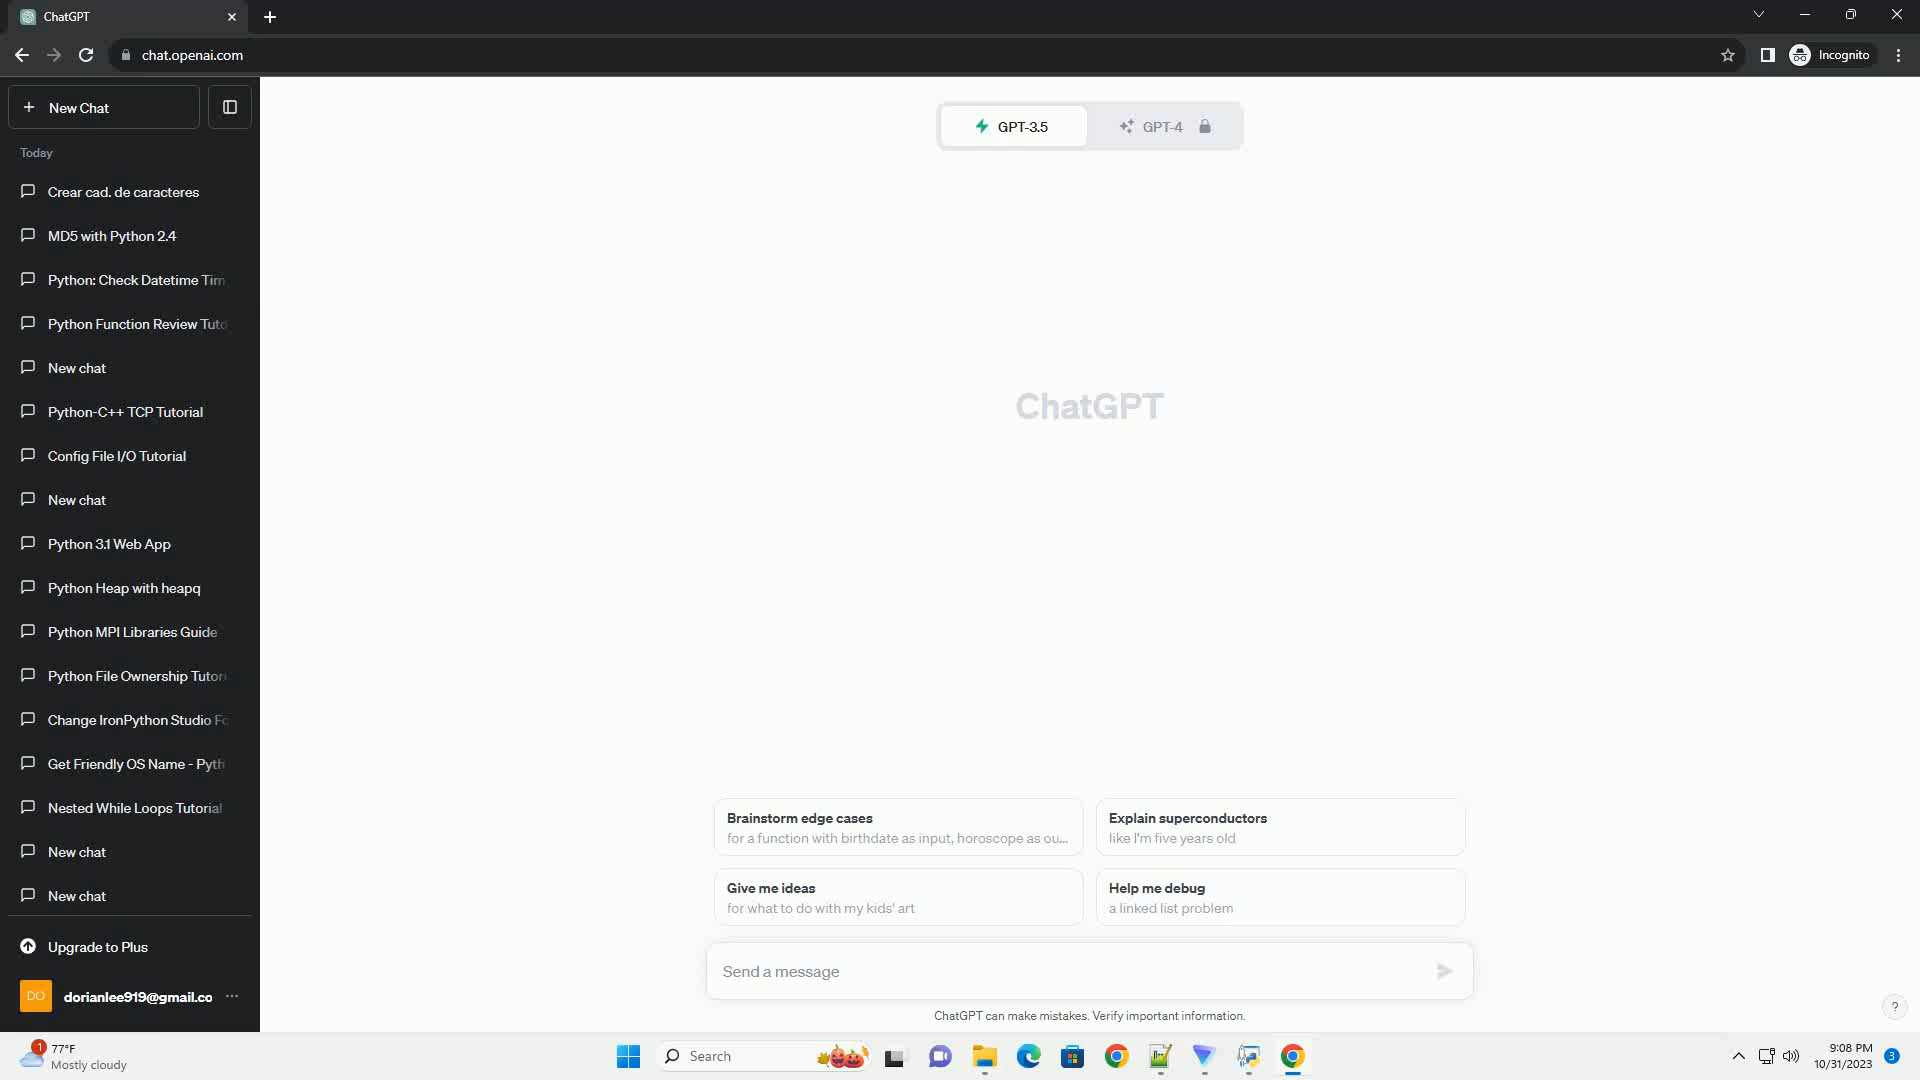 ChatGPT
chat.openai.com
Incognito
New Chat
Today
Crear cad. de caracteres
MD5 with Python 2.4
Python: Check Datetime Tim
Python Function Review Tuto
New chat
Python-C++ TCP Tutorial
Config File I/O Tutorial
New chat
Python 3.1 Web App
Python Heap with heapq
Python MPI Libraries Guide
Python File Ownership Tutori
Change IronPython Studio Fo
Get Friendly OS Name - Pyth
Nested While Loops Tutorial
New chat
New chat
Upgrade to Plus
DO
dorianlee919@gmail.co
GPT-3.5
GPT-4
ChatGPT
Brainstorm edge cases
for a function with birthdate as input, horoscope as ou...
Explain superconductors
like I'm five years old
Give me ideas
for what to do with my kids' art
Help me debug
a linked list problem
Send a message
ChatGPT can make mistakes. Verify important information.
?
1
77°F
Mostly cloudy
Search
9:08 PM
10/31/2023
3